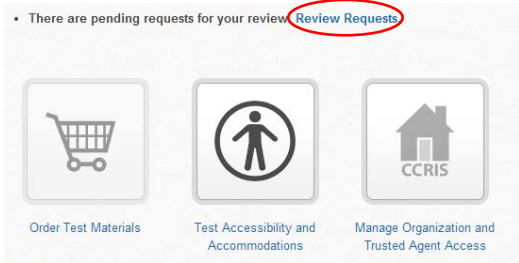 • There are pending requests for your review Review Requests
CCRIS
Order Test Materials
Test Accessibility and
Accommodations
Manage Organization and
Trusted Agent Access